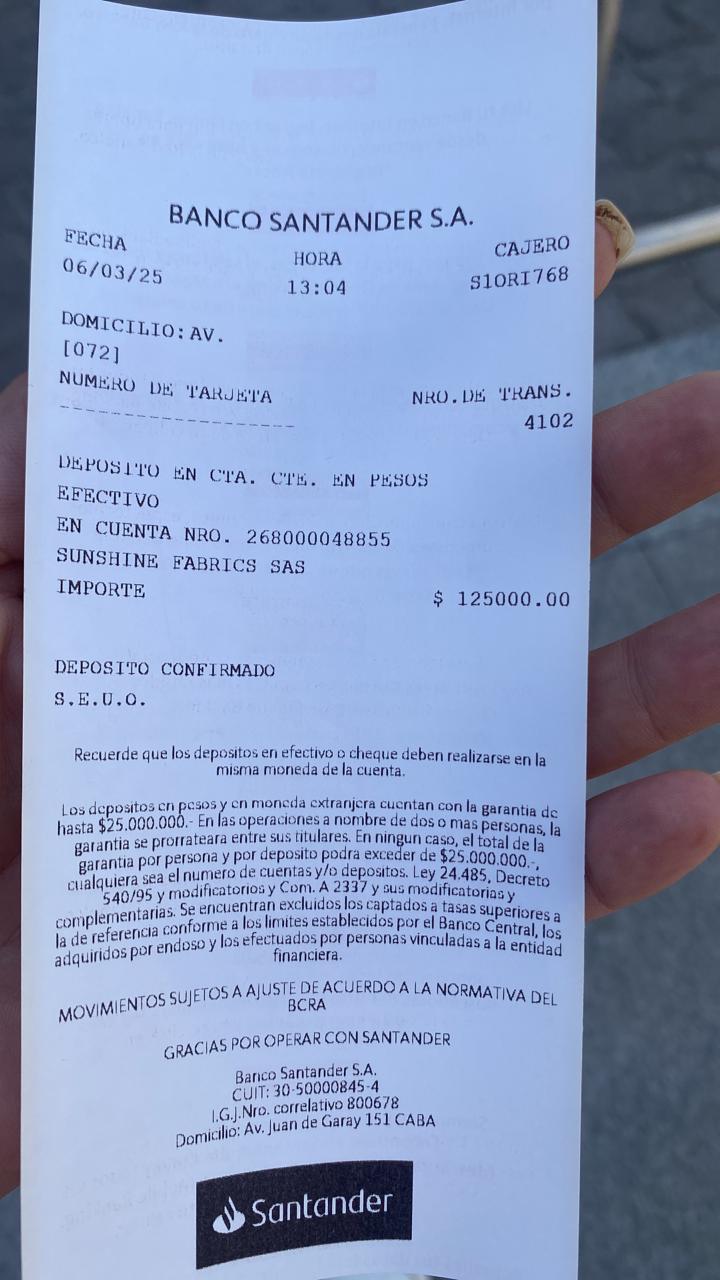 BANCO SANTANDER S.A.
FECHA HORA CAJERO
06/03/25 13:04 S1ORI768
DOMICILIO: AV.
[072]
NUMERO DE TARJETA NRO.DE TRANS.
------------------ 4102
DEPOSITO EN CTA. CTE. EN PESOS
EFECTIVO
EN CUENTA NRO. 268000048855
SUNSHINE FABRICS SAS
IMPORTE $ 125000.00
DEPOSITO CONFIRMADO
S.E.U.O.
Recuerde que los depositos en efectivo o cheque deben realizarse en la
misma moneda de la cuenta.
Los depositos en pesos y en moneda extranjera cuentan con la garantia de
hasta $25.000.000.- En las operaciones a nombre de dos o mas personas, la
garantia se prorrateara entre sus titulares. En ningun caso, el total de la
garantia por persona y por deposito podra exceder de $25.000.000.-,
cualquiera sea el numero de cuentas y/o depositos. Ley 24.485, Decreto
540/95 y modificatorios y Com. A 2337 y sus modificatorias y
complementarias. Se encuentran excluidos los captados a tasas superiores a
la de referencia conforme a los limites establecidos por el Banco Central, los
adquiridos por endoso y los efectuados por personas vinculadas a la entidad
financiera.
MOVIMIENTOS SUJETOS A AJUSTE DE ACUERDO A LA NORMATIVA DEL
BCRA
GRACIAS POR OPERAR CON SANTANDER
Banco Santander S.A.
CUIT: 30-50000845-4
I.G.J.Nro. correlativo 800678
Domicilio: Av. Juan de Garay 151 CABA
Santander